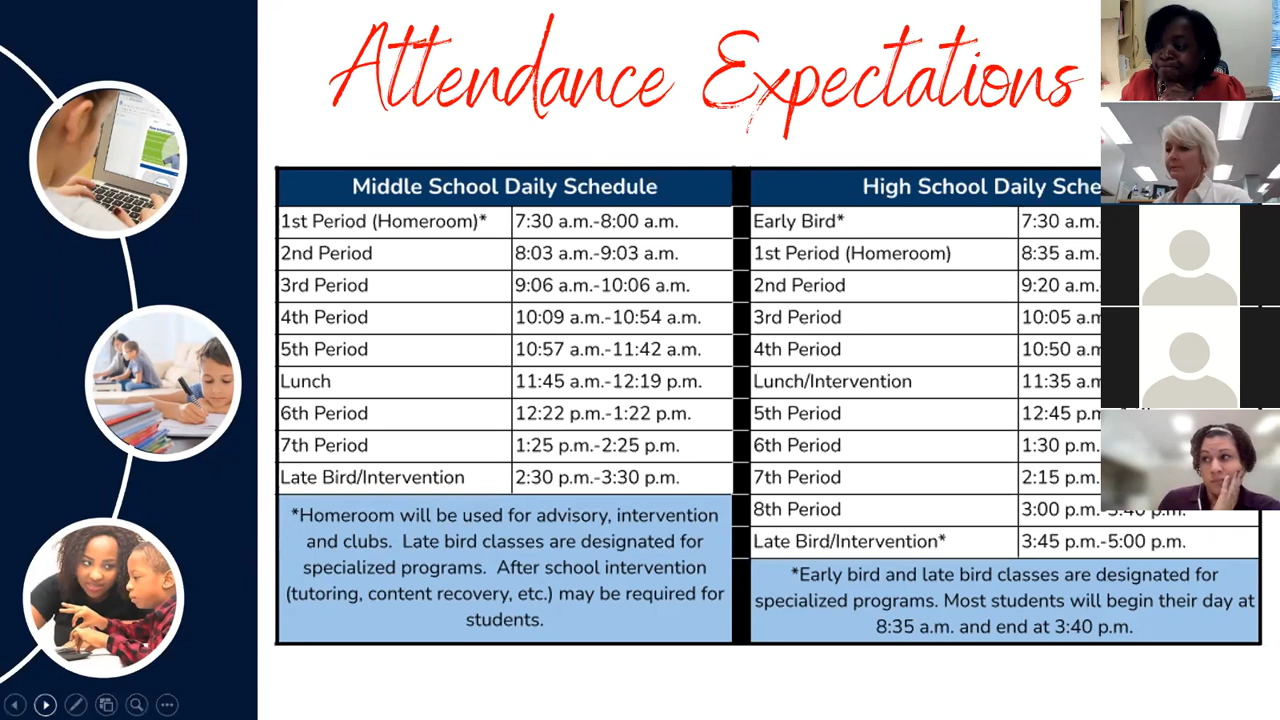 Attendance Expectations
Middle School Daily Schedule
1st Period (Homeroom)* 7:30 a.m.-8:00 a.m.
2nd Period 8:03 a.m.-9:03 a.m.
3rd Period 9:06 a.m.-10:06 a.m.
4th Period 10:09 a.m.-10:54 a.m.
5th Period 10:57 a.m.-11:42 a.m.
Lunch 11:45 a.m.-12:19 p.m.
6th Period 12:22 p.m.-1:22 p.m.
7th Period 1:25 p.m.-2:25 p.m.
Late Bird/Intervention 2:30 p.m.-3:30 p.m.
*Homeroom will be used for advisory, intervention
and clubs. Late bird classes are designated for
specialized programs. After school intervention
(tutoring, content recovery, etc.) may be required for
students.
High School Daily
Early Bird* 7:30 a.m.
1st Period (Homeroom) 8:35 a.m.
2nd Period 9:20 a.m.
3rd Period 10:05
4th Period 10:50
Lunch/Intervention 11:35
5th Period 12:45
6th Period 1:30 p.m.
7th Period 2:15 p.m.
8th Period 3:00 p.m.-3:40 p.m.
Late Bird/Intervention* 3:45 p.m.-5:00 p.m.
*Early bird and late bird classes are designated for
specialized programs. Most students will begin their day at
8:35 a.m. and end at 3:40 p.m.